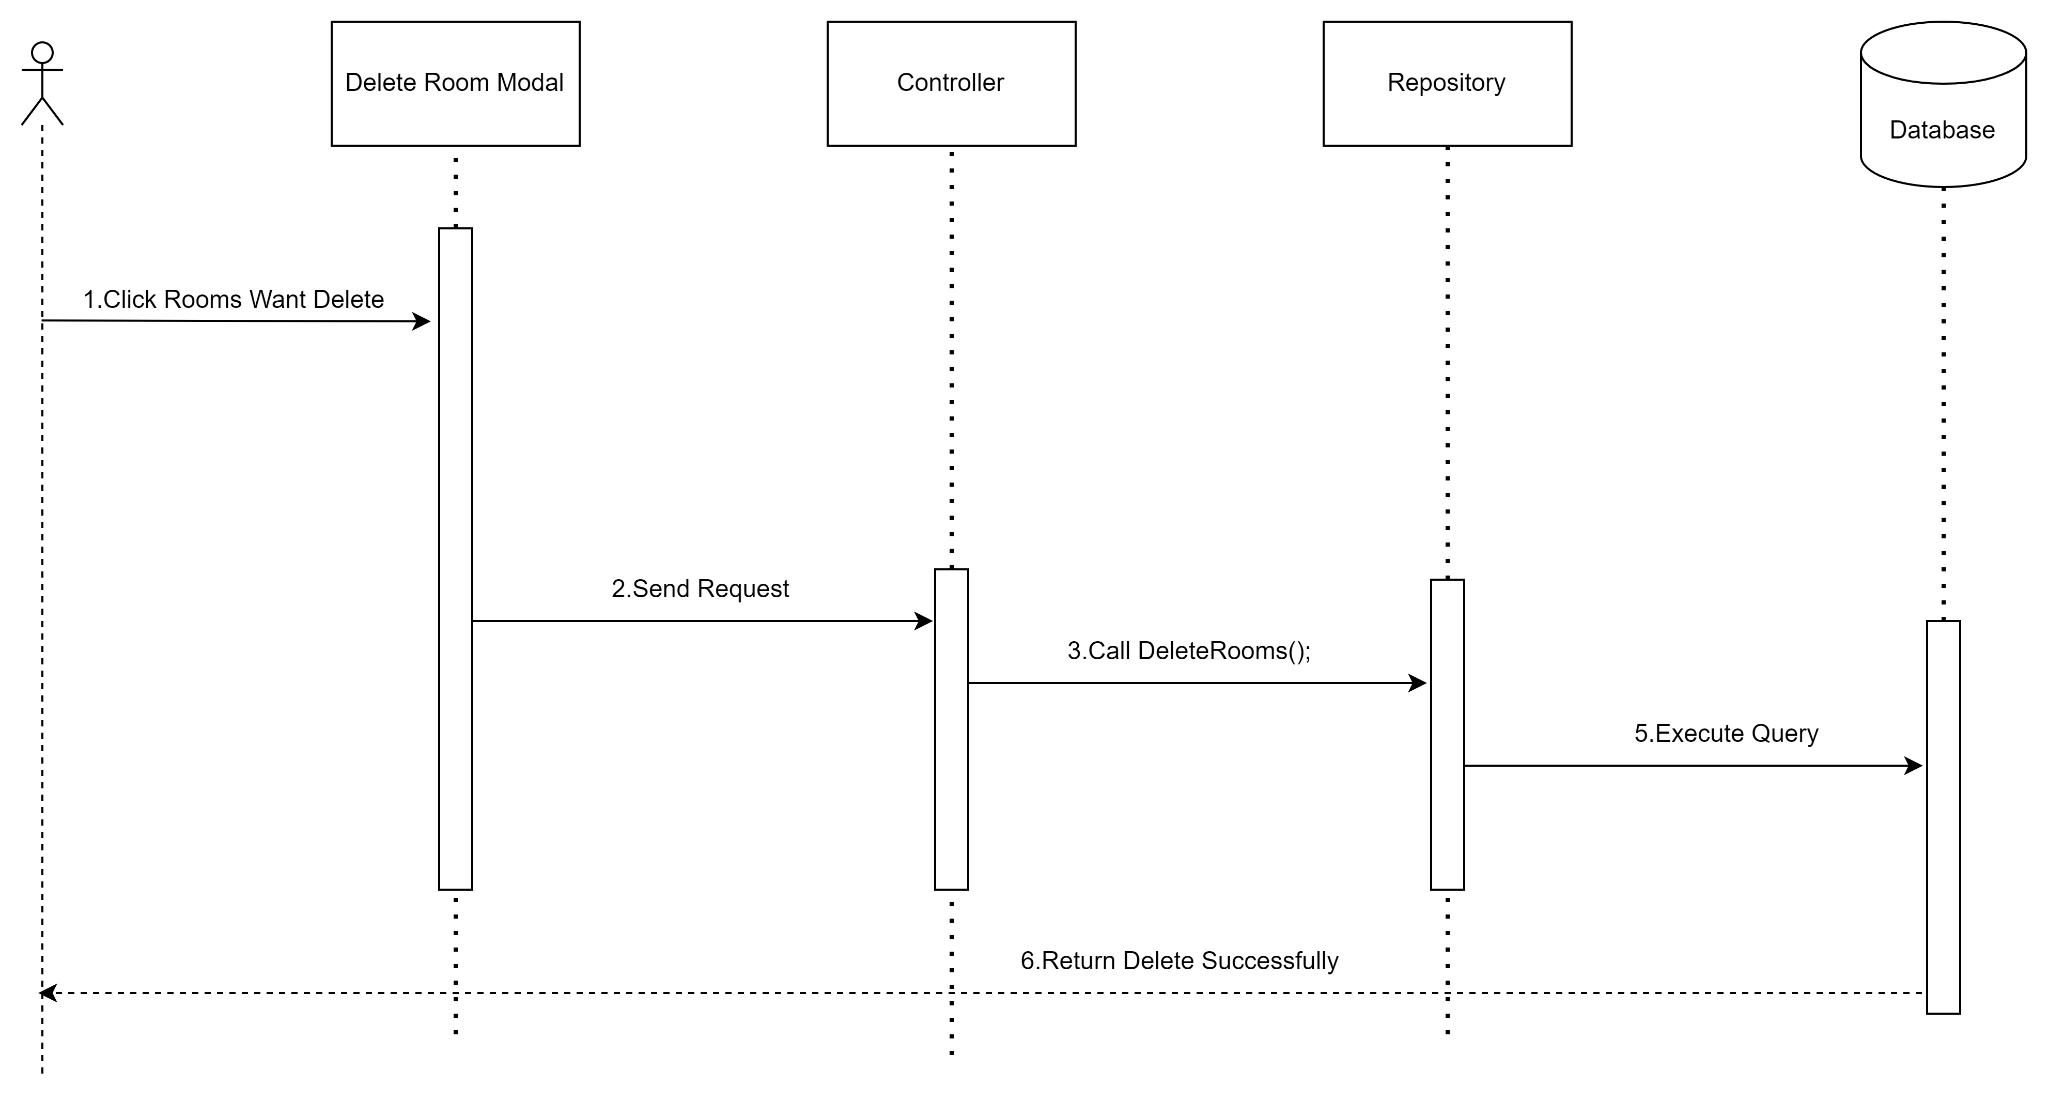 Delete Room Modal
Controller
Repository
Database
1.Click Rooms Want Delete
2.Send Request
3.Call DeleteRooms();
5.Execute Query
6.Return Delete Successfully